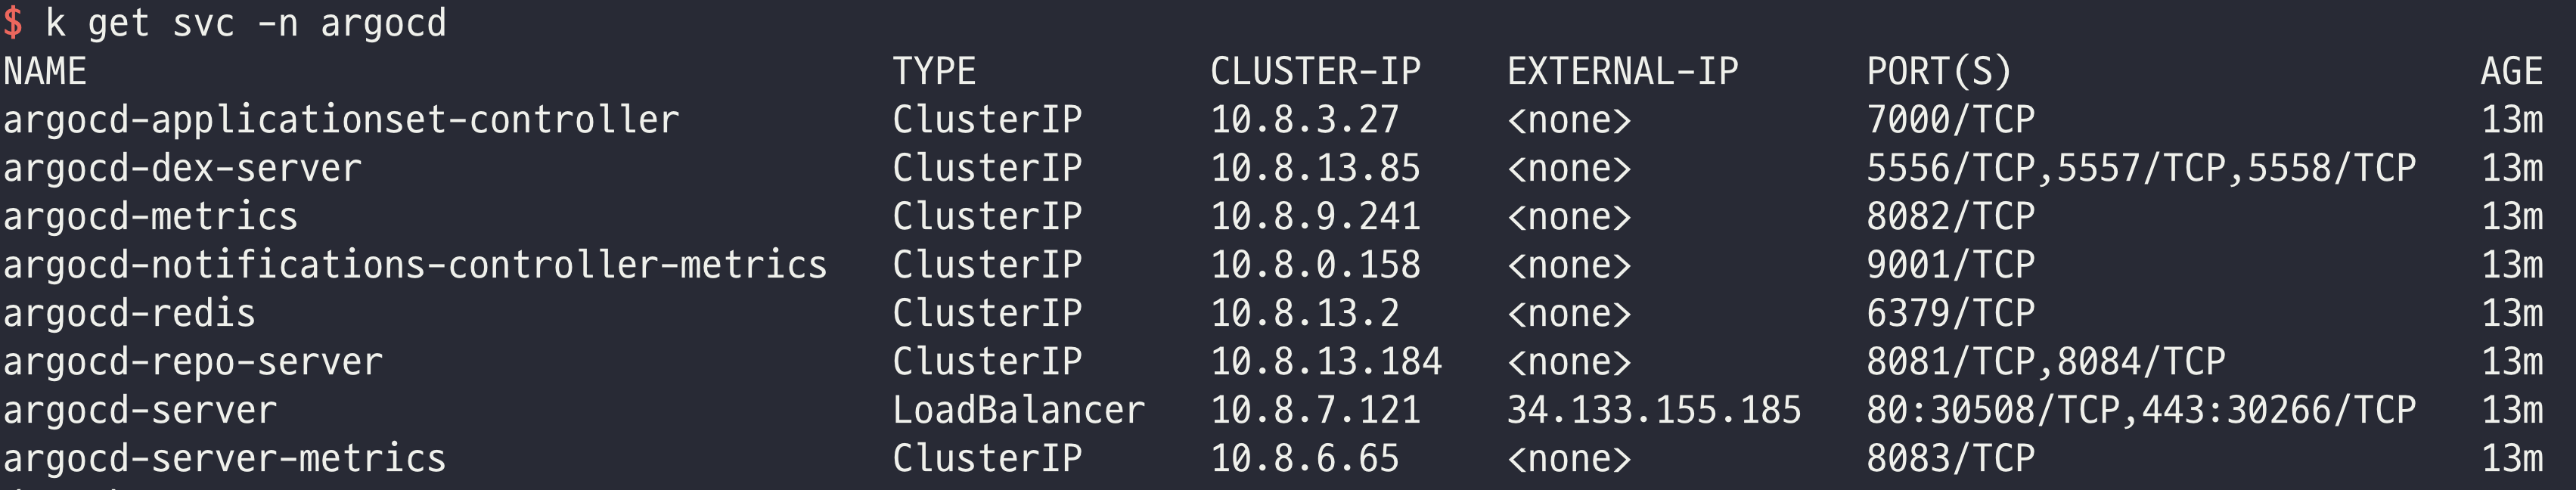 $ k get svc -n argocd
NAME TYPE CLUSTER-IP EXTERNAL-IP PORT(S) AGE
argocd-applicationset-controller ClusterIP 10.8.3.27 <none> 7000/TCP 13m
argocd-dex-server ClusterIP 10.8.13.85 <none> 5556/TCP,5557/TCP,5558/TCP 13m
argocd-metrics ClusterIP 10.8.9.241 <none> 8082/TCP 13m
argocd-notifications-controller-metrics ClusterIP 10.8.0.158 <none> 9001/TCP 13m
argocd-redis ClusterIP 10.8.13.2 <none> 6379/TCP 13m
argocd-repo-server ClusterIP 10.8.13.184 <none> 8081/TCP,8084/TCP 13m
argocd-server LoadBalancer 10.8.7.121 34.133.155.185 80:30508/TCP,443:30266/TCP 13m
argocd-server-metrics ClusterIP 10.8.6.65 <none> 8083/TCP 13m